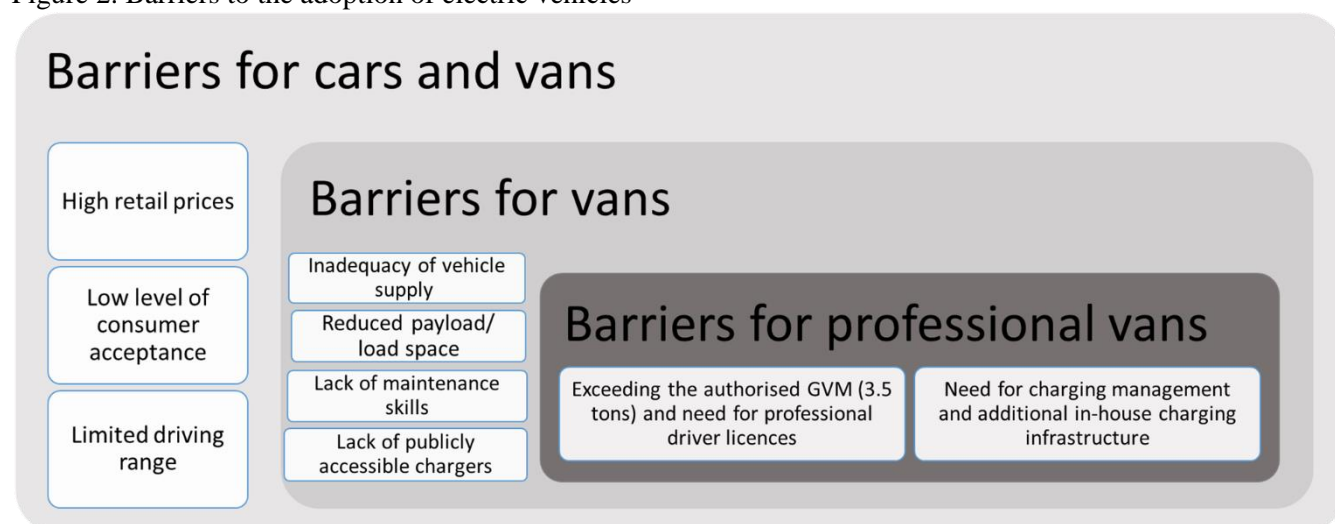 Figure 2. Barriers to the adoption of electric vehicles
Barriers for cars and vans
High retail prices
Low level of
consumer
acceptance
Limited driving
range
Barriers for vans
Inadequacy of vehicle
supply
Reduced payload/
load space
Lack of maintenance
skills
Lack of publicly
accessible chargers
Barriers for professional vans
Exceeding the authorised GVM (3.5
tons) and need for professional
driver licences
Need for charging management
and additional in-house charging
infrastructure